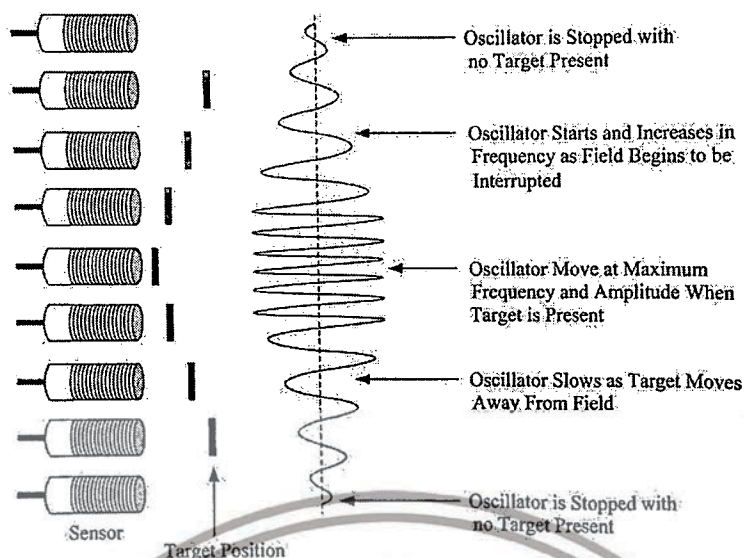 Oscillator is Stopped with
no Target Present
Oscillator Starts and Increases in
Frequency as Field Begins to be
Interrupted
Oscillator Move at Maximum
Frequency and Amplitude When
Target is Present
Oscillator Slows as Target Moves
Away From Field
Oscillator is Stopped with
no Target Present
Sensor
Target Position